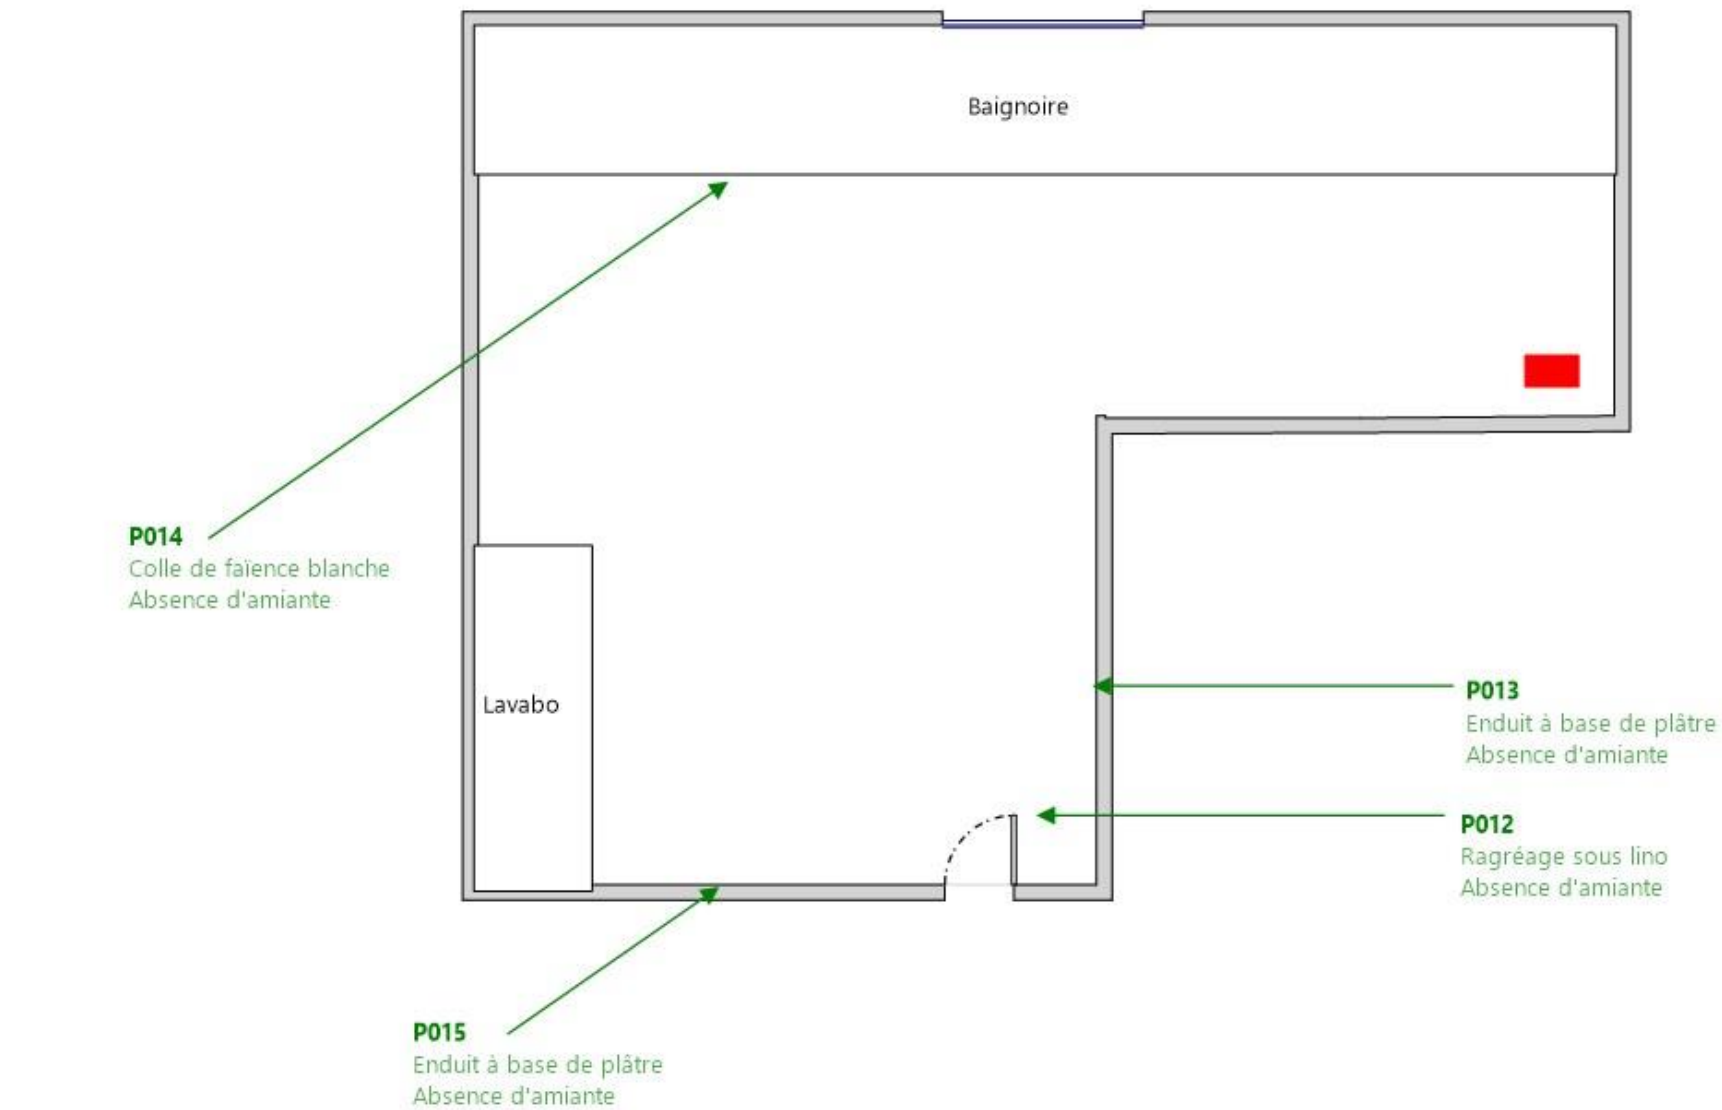 Baignoire
P014
Colle de faïence blanche
Absence d'amiante
Lavabo
P013
Enduit à base de plâtre
Absence d'amiante
P012
Ragréage sous lino
Absence d'amiante
P015
Enduit à base de plâtre
Absence d'amiante